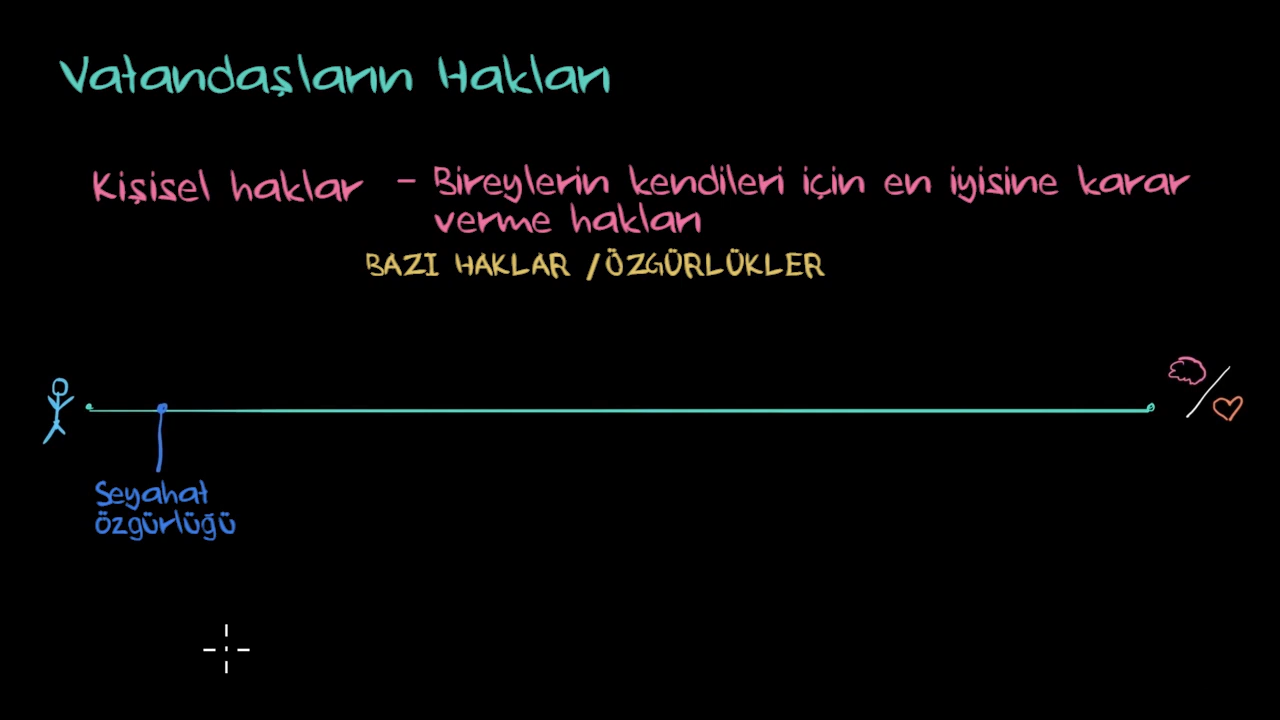 Vatandaşların Hakları
Kişisel haklar - Bireylerin kendileri için en iyisine karar
verme hakları
BAZI HAKLAR /ÖZGÜRLÜKLER
Seyahat
özgürlüğü